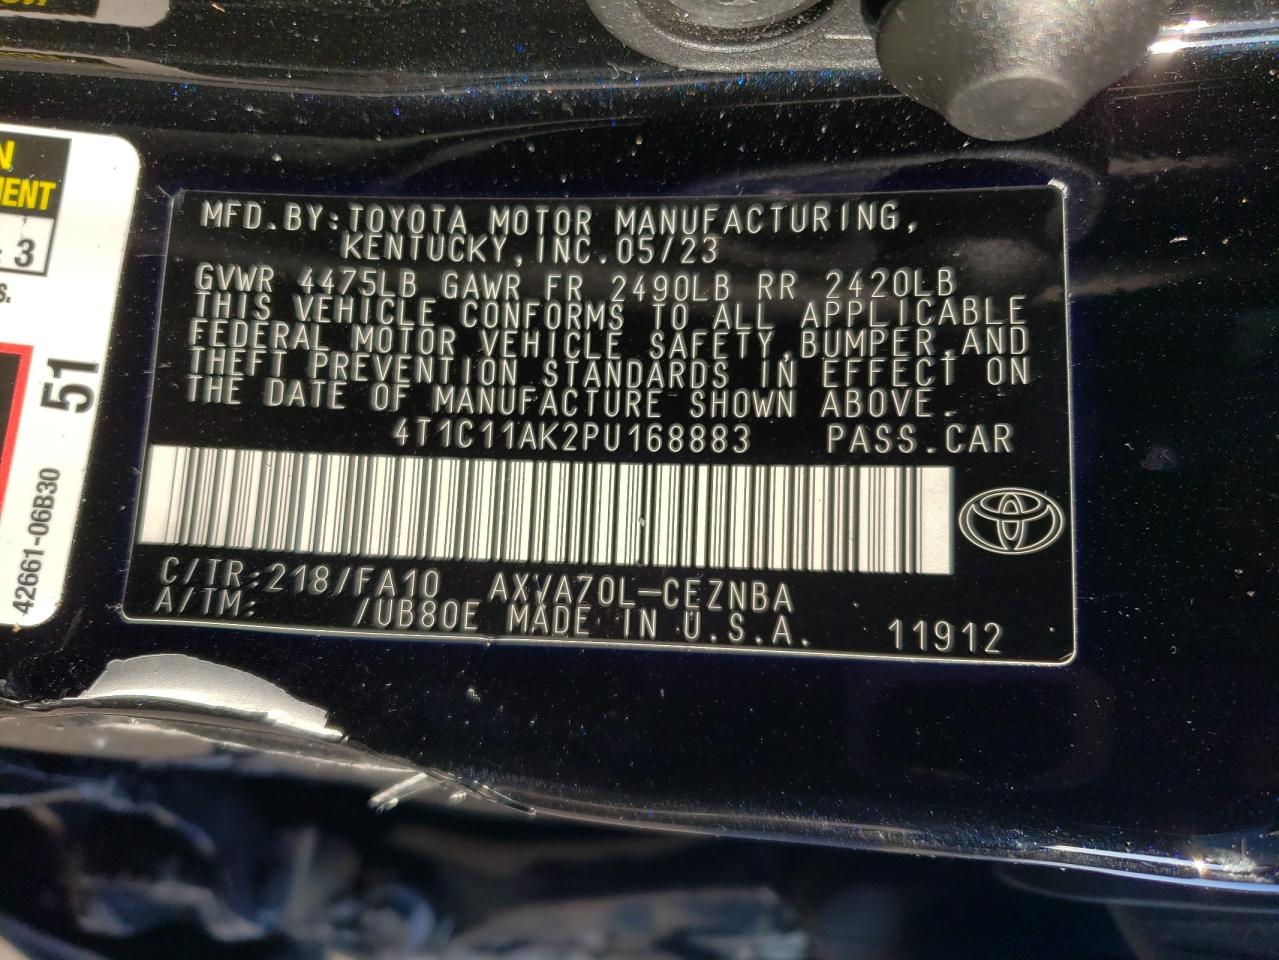 N
MENT
3
S.
51
42661-06B30
MFD.BY:TOYOTA MOTOR MANUFACTURING,
KENTUCKY,INC.05/23
GVWR 4475LB GAWR FR 2490LB RR 2420LB
THIS VEHICLE CONFORMS TO ALL APPLICABLE
FEDERAL MOTOR VEHICLE SAFETY,BUMPER,AND
THEFT PREVENTION STANDARDS IN EFFECT ON
THE DATE OF MANUFACTURE SHOWN ABOVE.
4T1C11AK2PU168883 PASS.CAR
C/TR:218/FA10 AXVA70L-CEZNBA
A/TM: /UB80E MADE IN U.S.A. 11912